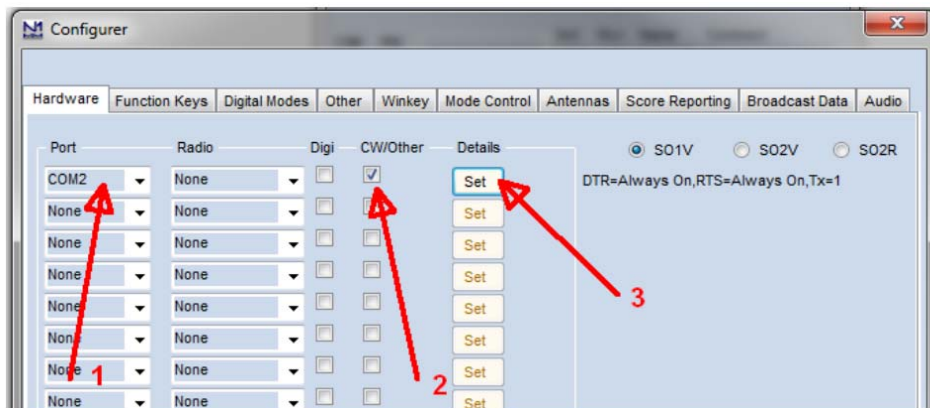 N1 Configurer
Hardware Function Keys Digital Modes Other Winkey Mode Control Antennas Score Reporting Broadcast Data Audio
Port Radio Digi CW/Other Details SO1V SO2V SO2R
COM2 None Set DTR=Always On,RTS=Always On,Tx=1
None None Set
None None Set
None None Set
None None Set 3
None None Set
None 1 None 2 Set
None None Set